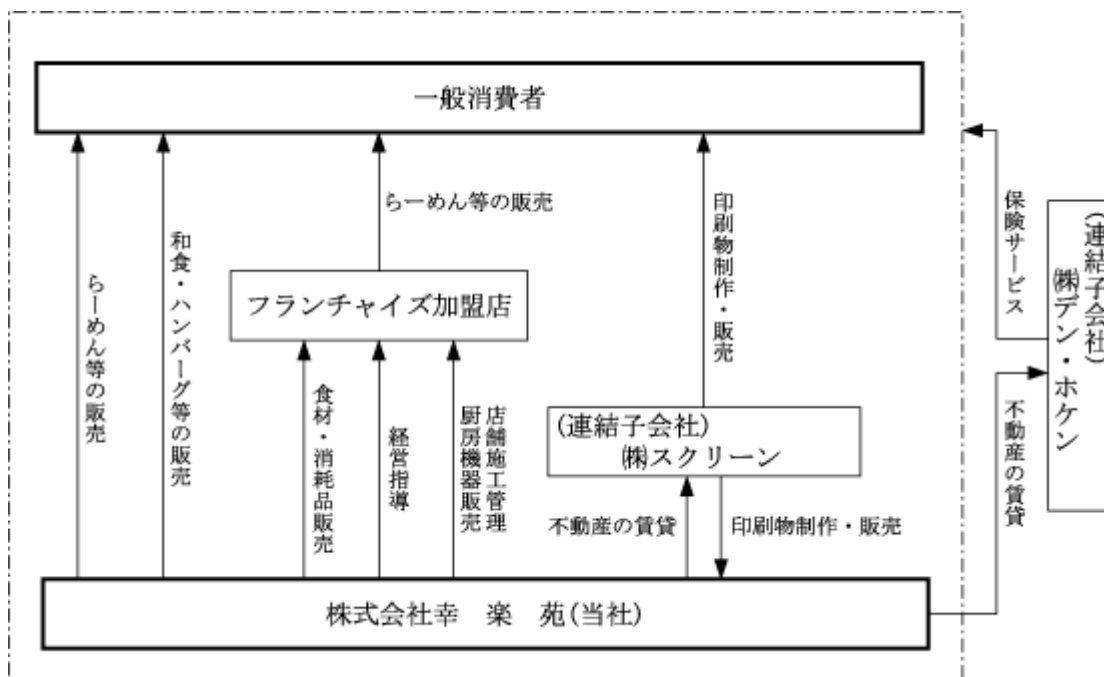 一般消費者
らーめん等の販売
和食・ハンバーグ等の販売
らーめん等の販売
印刷物制作・販売
保険サービス
(連結子会社)
㈱デン・ホケン
フランチャイズ加盟店
食材・消耗品販売
経営指導
店舗施工管理
厨房機器販売
(連結子会社)
㈱スクリーン
不動産の賃貸
印刷物制作・販売
不動産の賃貸
株式会社幸　楽　苑(当社)